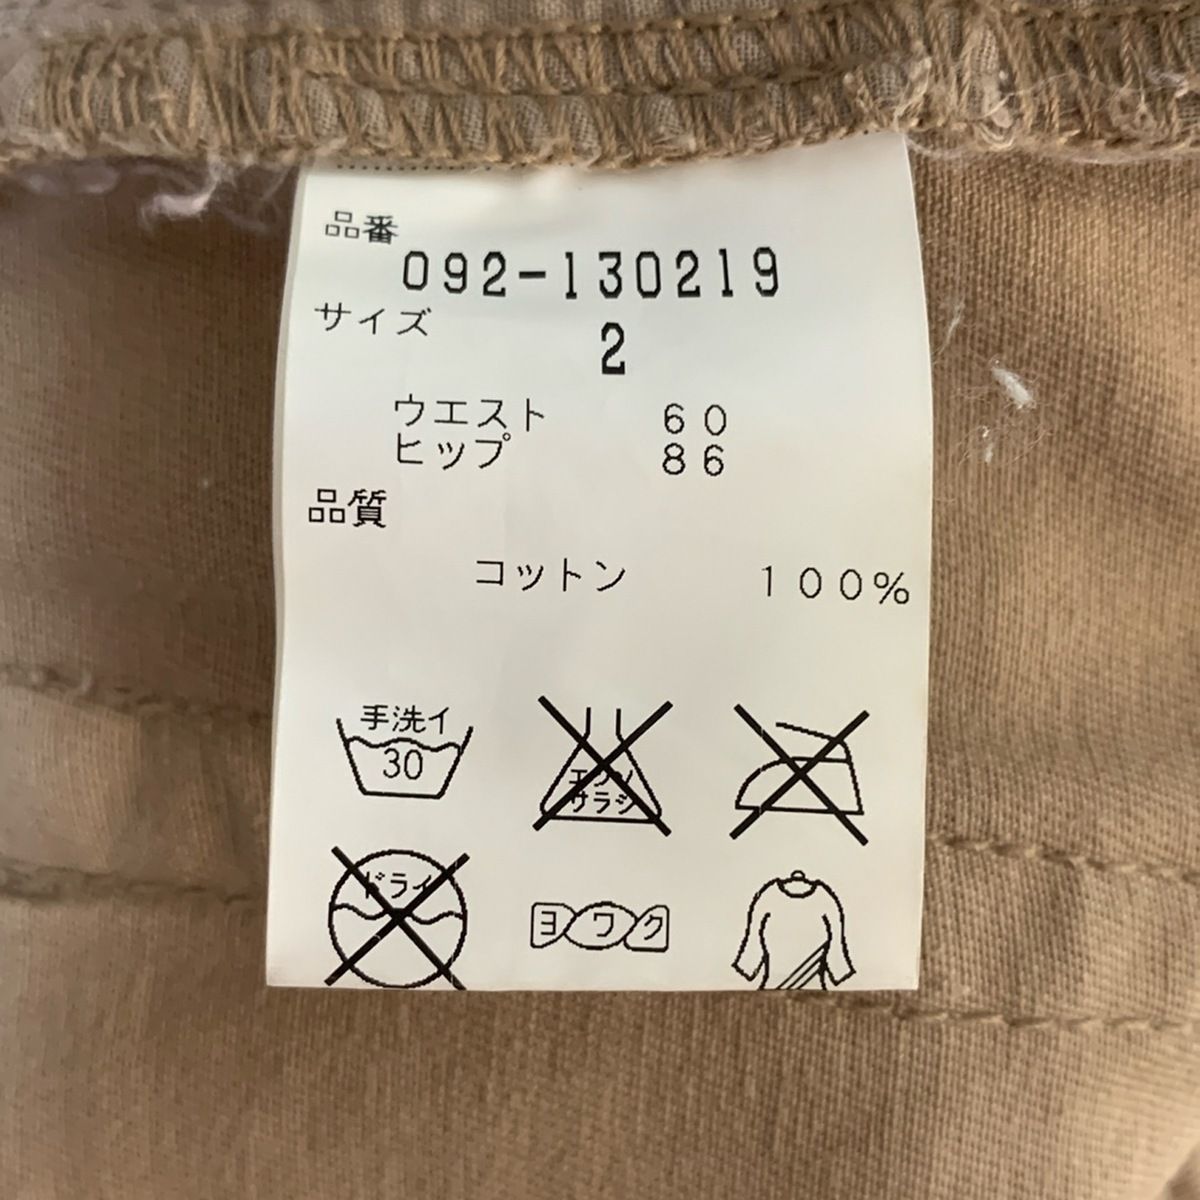 品番
092-130219
サイズ
2
ウエスト 60
ヒップ 86
品質
コットン 100%
手洗イ
30
エンソ
サラシ
ドライ
ヨワク